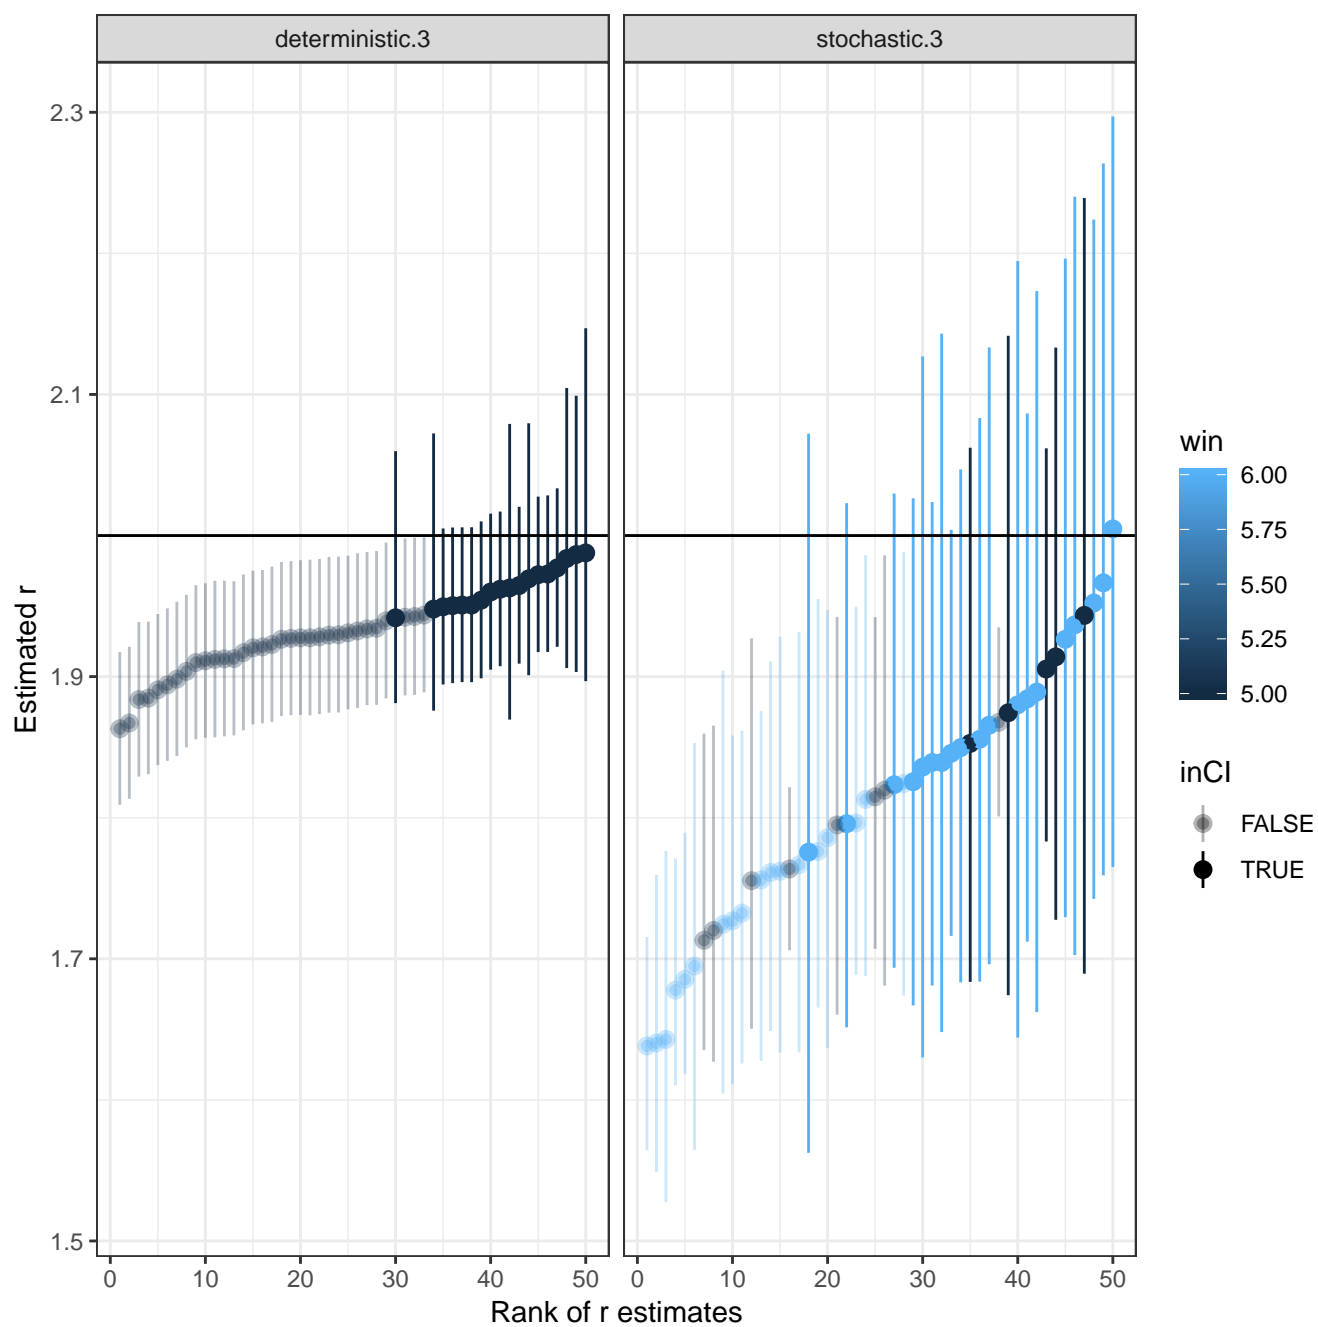 deterministic.3
stochastic.3
2.3
2.1
1.9
1.7
1.5
Estimated r
0 10 20 30 40 50
0 10 20 30 40 50
Rank of r estimates
win
6.00
5.75
5.50
5.25
5.00
inCI
FALSE
TRUE